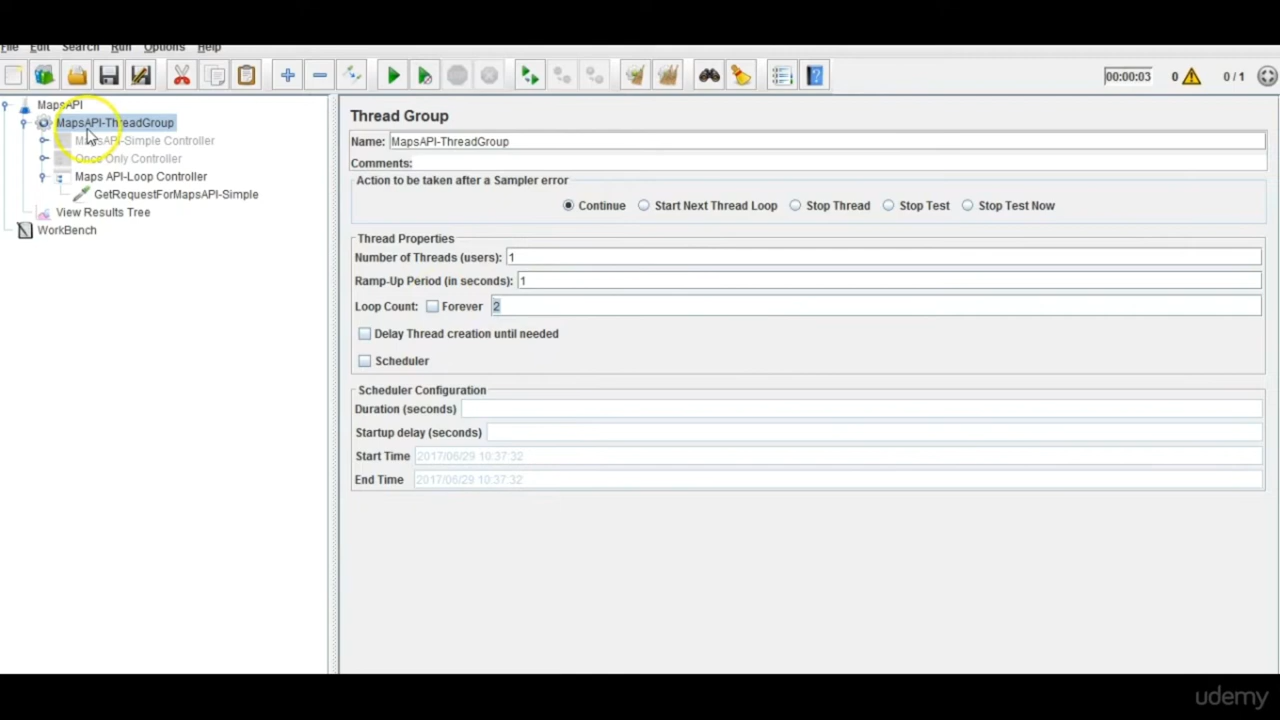 File Edit Search Run Options Help
00:00:03 0 0 / 1
MapsAPI
MapsAPI-ThreadGroup
MapsAPI-Simple Controller
Once Only Controller
Maps API-Loop Controller
GetRequestForMapsAPI-Simple
View Results Tree
WorkBench
Thread Group
Name: MapsAPI-ThreadGroup
Comments:
Action to be taken after a Sampler error
Continue Start Next Thread Loop Stop Thread Stop Test Stop Test Now
Thread Properties
Number of Threads (users): 1
Ramp-Up Period (in seconds): 1
Loop Count: Forever 2
Delay Thread creation until needed
Scheduler
Scheduler Configuration
Duration (seconds)
Startup delay (seconds)
Start Time 2017/06/29 10:37:32
End Time 2017/06/29 10:37:32
udemy